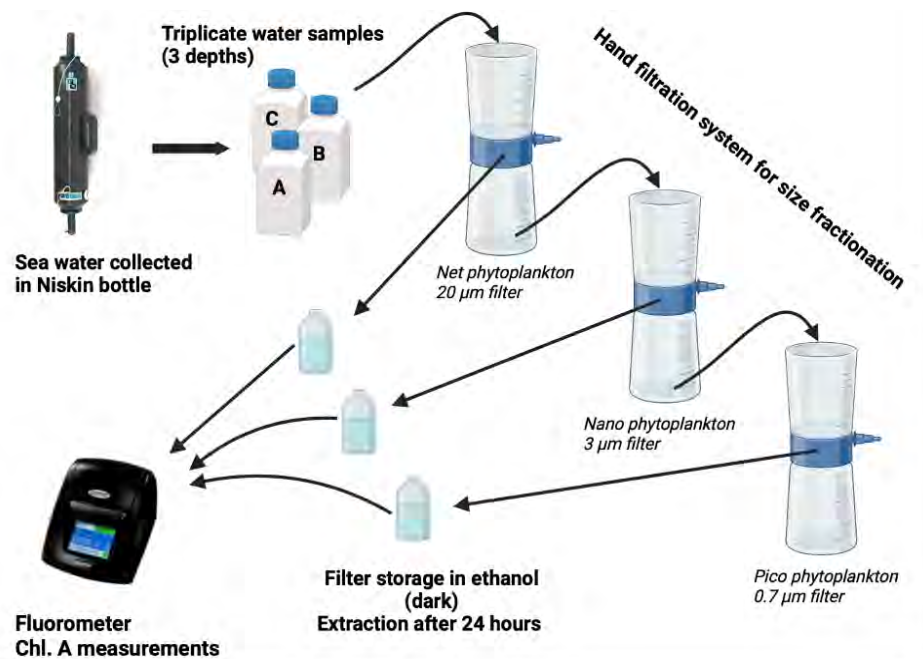 Triplicate water samples
(3 depths)
Hand filtration system for size fractionation
C
B
A
Sea water collected
in Niskin bottle
Net phytoplankton
20 µm filter
Nano phytoplankton
3 µm filter
Pico phytoplankton
0.7 µm filter
Filter storage in ethanol
(dark)
Extraction after 24 hours
Fluorometer
Chl. A measurements